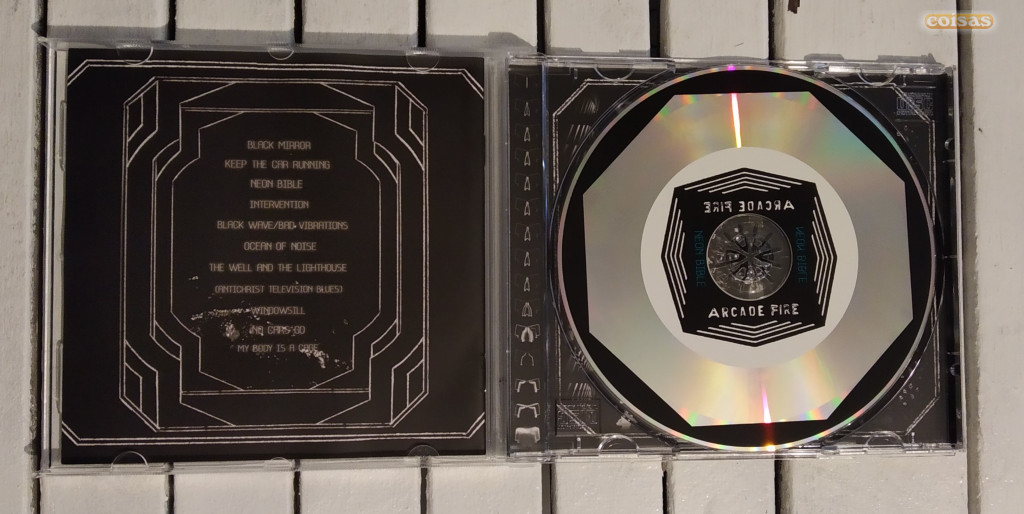 coisas
BLACK MIRROR
KEEP THE CAR RUNNING
NEON BIBLE
INTERVENTION
BLACK WAVE/BAD VIBRATIONS
OCEAN OF NOISE
THE WELL AND THE LIGHTHOUSE
(ANTICHRIST TELEVISION BLUES)
WINDOWSILL
NO CARS GO
MY BODY IS A CAGE
ARCADE FIRE
NEON BIBLE
NEON BIBLE
ARCADE FIRE